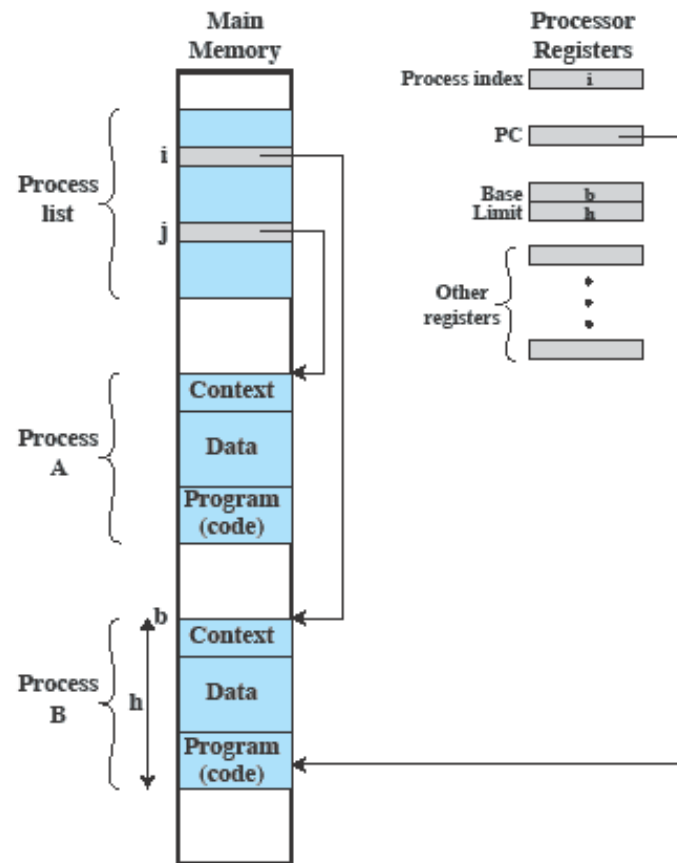 Main
Memory
Processor
Registers
Process index
i
PC
Base
b
Limit
h
Other
registers
Process
list
i
j
Process
A
Context
Data
Program
(code)
Process
B
b
h
Context
Data
Program
(code)